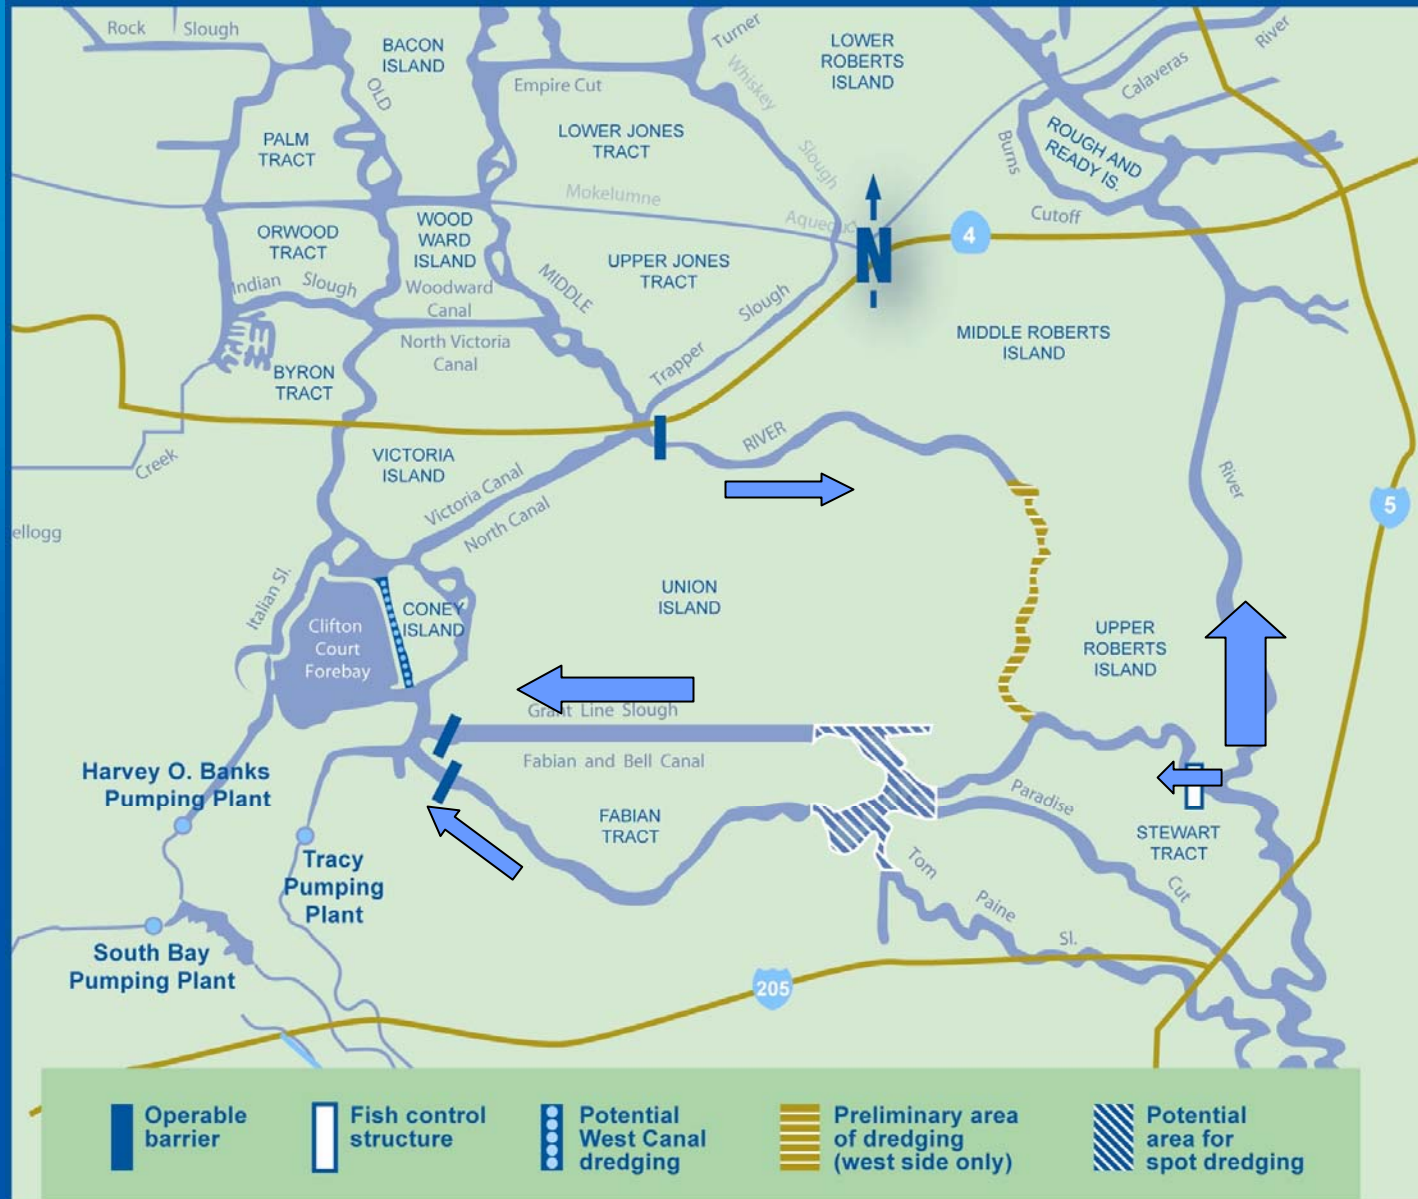 Rock Slough
BACON
ISLAND
OLD
Turner
LOWER
ROBERTS
ISLAND
River
Calaveras
Empire Cut
Whiskey
Slough
PALM
TRACT
LOWER JONES
TRACT
Burns
Cutoff
ROUGH AND
READY IS.
Mokelumne
Aqueduc
N
4
ORWOOD
TRACT
WOOD
WARD
ISLAND
Indian Slough
Woodward
Canal
MIDDLE
UPPER JONES
TRACT
Slough
Trapper
North Victoria
Canal
MIDDLE ROBERTS
ISLAND
BYRON
TRACT
Creek
VICTORIA
ISLAND
Victoria Canal
North Canal
RIVER
River
5
ellogg
Italian Sl.
UNION
ISLAND
CONEY
ISLAND
Clifton
Court
Forebay
UPPER
ROBERTS
ISLAND
Grant Line Slough
Fabian and Bell Canal
Harvey O. Banks
Pumping Plant
FABIAN
TRACT
Paradise
Cut
STEWART
TRACT
Tracy
Pumping
Plant
Tom
Paine
Sl.
South Bay
Pumping Plant
205
Operable
barrier
Fish control
structure
Potential
West Canal
dredging
Preliminary area
of dredging
(west side only)
Potential
area for
spot dredging